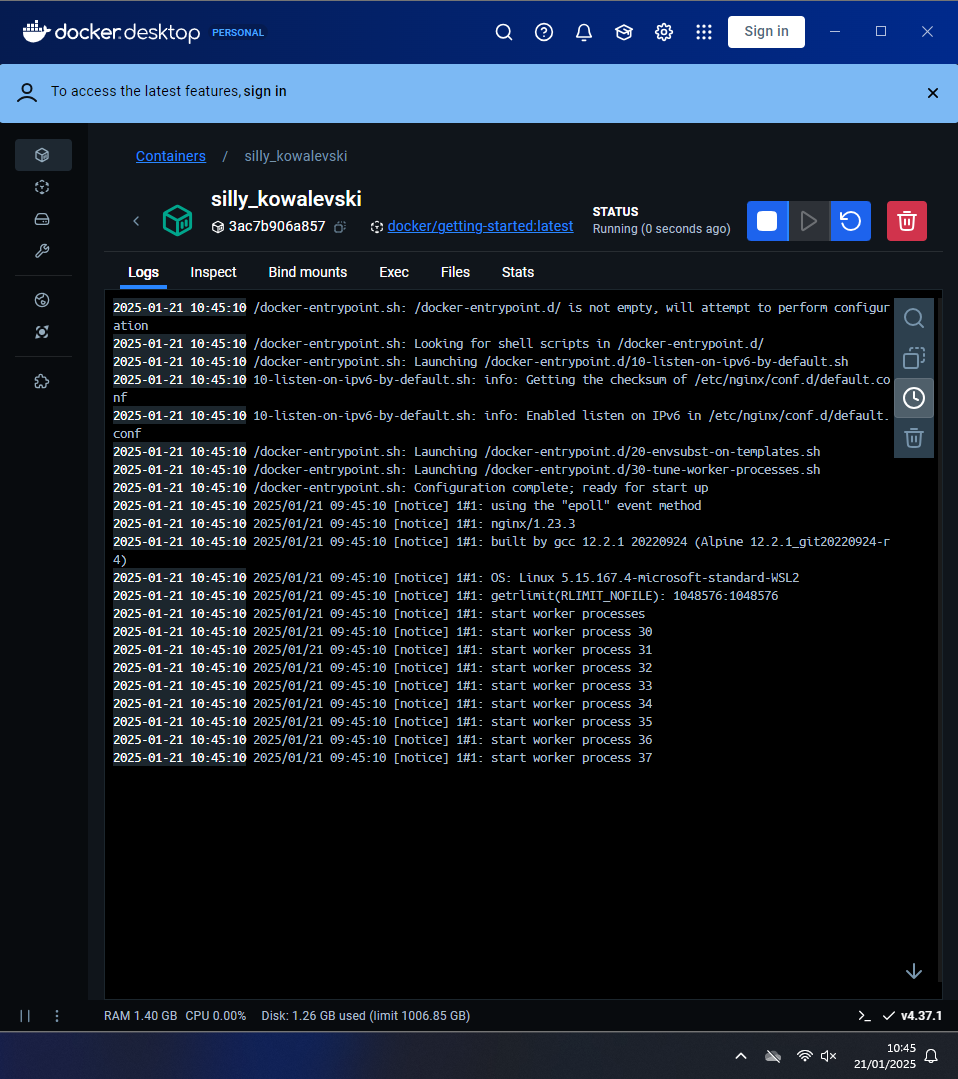 docker.desktop PERSONAL Sign in
To access the latest features, sign in
Containers / silly_kowalevski
silly_kowalevski
3ac7b906a857 docker/getting-started:latest
STATUS
Running (0 seconds ago)
Logs Inspect Bind mounts Exec Files Stats
2025-01-21 10:45:10 /docker-entrypoint.sh: /docker-entrypoint.d/ is not empty, will attempt to perform configur
ation
2025-01-21 10:45:10 /docker-entrypoint.sh: Looking for shell scripts in /docker-entrypoint.d/
2025-01-21 10:45:10 /docker-entrypoint.sh: Launching /docker-entrypoint.d/10-listen-on-ipv6-by-default.sh
2025-01-21 10:45:10 10-listen-on-ipv6-by-default.sh: info: Getting the checksum of /etc/nginx/conf.d/default.co
nf
2025-01-21 10:45:10 10-listen-on-ipv6-by-default.sh: info: Enabled listen on IPv6 in /etc/nginx/conf.d/default.
conf
2025-01-21 10:45:10 /docker-entrypoint.sh: Launching /docker-entrypoint.d/20-envsubst-on-templates.sh
2025-01-21 10:45:10 /docker-entrypoint.sh: Launching /docker-entrypoint.d/30-tune-worker-processes.sh
2025-01-21 10:45:10 /docker-entrypoint.sh: Configuration complete; ready for start up
2025-01-21 10:45:10 2025/01/21 09:45:10 [notice] 1#1: using the "epoll" event method
2025-01-21 10:45:10 2025/01/21 09:45:10 [notice] 1#1: nginx/1.23.3
2025-01-21 10:45:10 2025/01/21 09:45:10 [notice] 1#1: built by gcc 12.2.1 20220924 (Alpine 12.2.1_git20220924-r
4)
2025-01-21 10:45:10 2025/01/21 09:45:10 [notice] 1#1: OS: Linux 5.15.167.4-microsoft-standard-WSL2
2025-01-21 10:45:10 2025/01/21 09:45:10 [notice] 1#1: getrlimit(RLIMIT_NOFILE): 1048576:1048576
2025-01-21 10:45:10 2025/01/21 09:45:10 [notice] 1#1: start worker processes
2025-01-21 10:45:10 2025/01/21 09:45:10 [notice] 1#1: start worker process 30
2025-01-21 10:45:10 2025/01/21 09:45:10 [notice] 1#1: start worker process 31
2025-01-21 10:45:10 2025/01/21 09:45:10 [notice] 1#1: start worker process 32
2025-01-21 10:45:10 2025/01/21 09:45:10 [notice] 1#1: start worker process 33
2025-01-21 10:45:10 2025/01/21 09:45:10 [notice] 1#1: start worker process 34
2025-01-21 10:45:10 2025/01/21 09:45:10 [notice] 1#1: start worker process 35
2025-01-21 10:45:10 2025/01/21 09:45:10 [notice] 1#1: start worker process 36
2025-01-21 10:45:10 2025/01/21 09:45:10 [notice] 1#1: start worker process 37
RAM 1.40 GB CPU 0.00% Disk: 1.26 GB used (limit 1006.85 GB) v4.37.1
10:45
21/01/2025